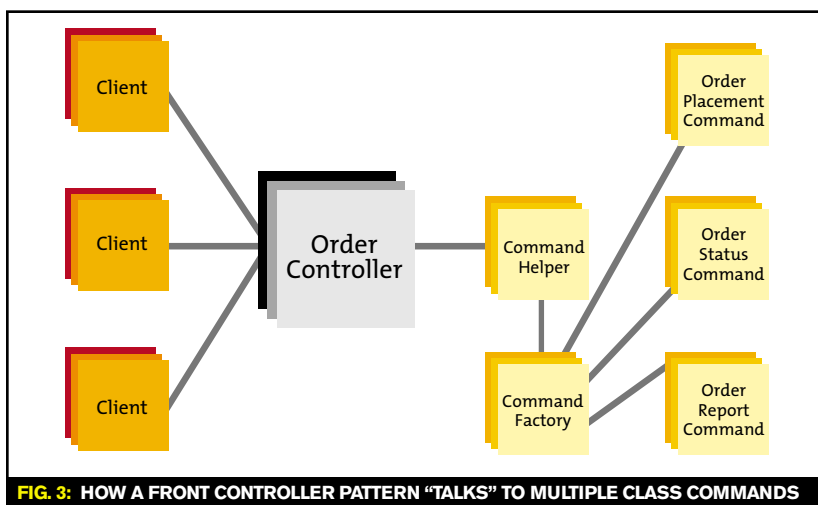 Client
Client
Client
Order
Controller
Command
Helper
Command
Factory
Order
Placement
Command
Order
Status
Command
Order
Report
Command
FIG. 3: HOW A FRONT CONTROLLER PATTERN “TALKS” TO MULTIPLE CLASS COMMANDS